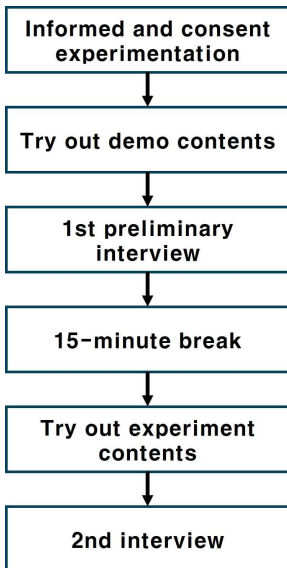 Informed and consent
experimentation
Try out demo contents
1st preliminary
interview
15-minute break
Try out experiment
contents
2nd interview